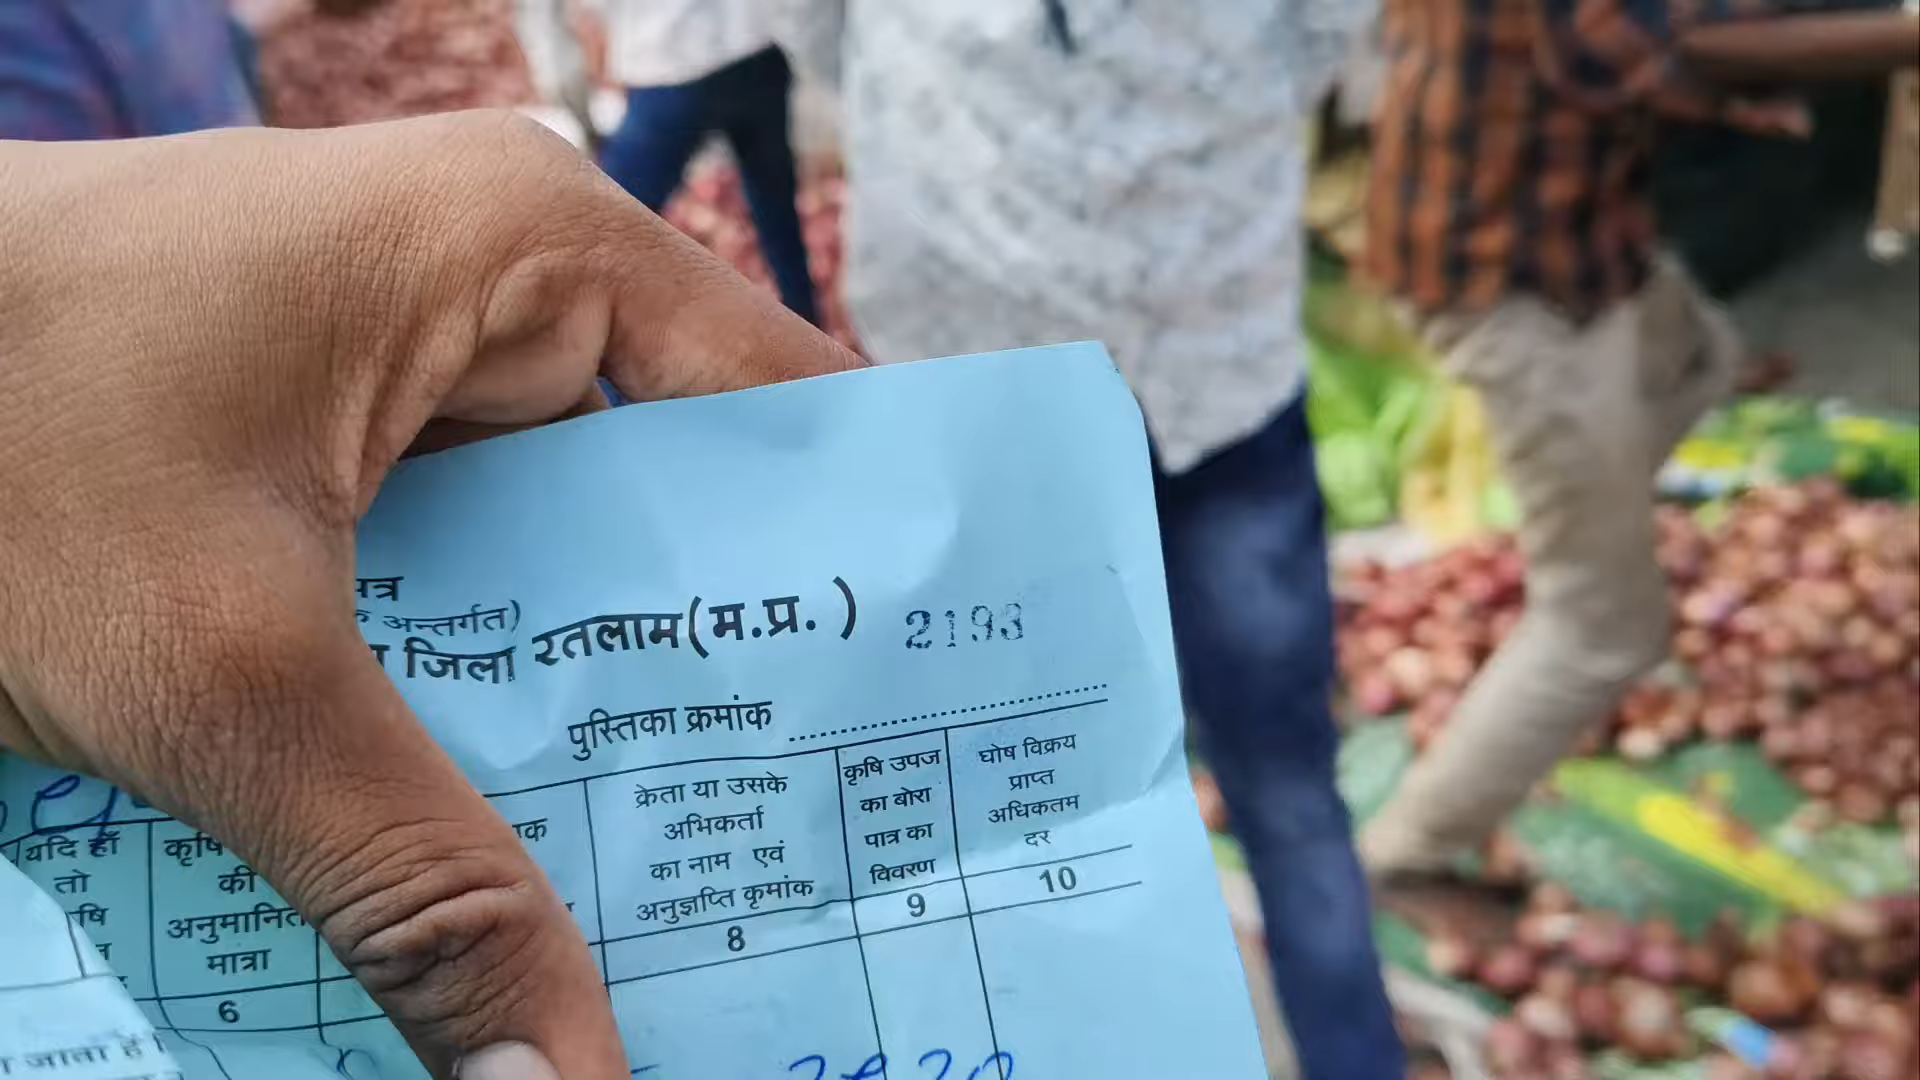 पत्र
के अन्तर्गत)
जिला रतलाम (म.प्र. ) 2193
पुस्तिका क्रमांक ........................................
यदि हाँ
तो
कृषि
की
अनुमानित
मात्रा
6
क्रेता या उसके
अभिकर्ता
का नाम एवं
अनुज्ञप्ति कृमांक
8
कृषि उपज
का बोरा
पात्र का
विवरण
9
घोष विक्रय
प्राप्त
अधिकतम
दर
10
जाता है।